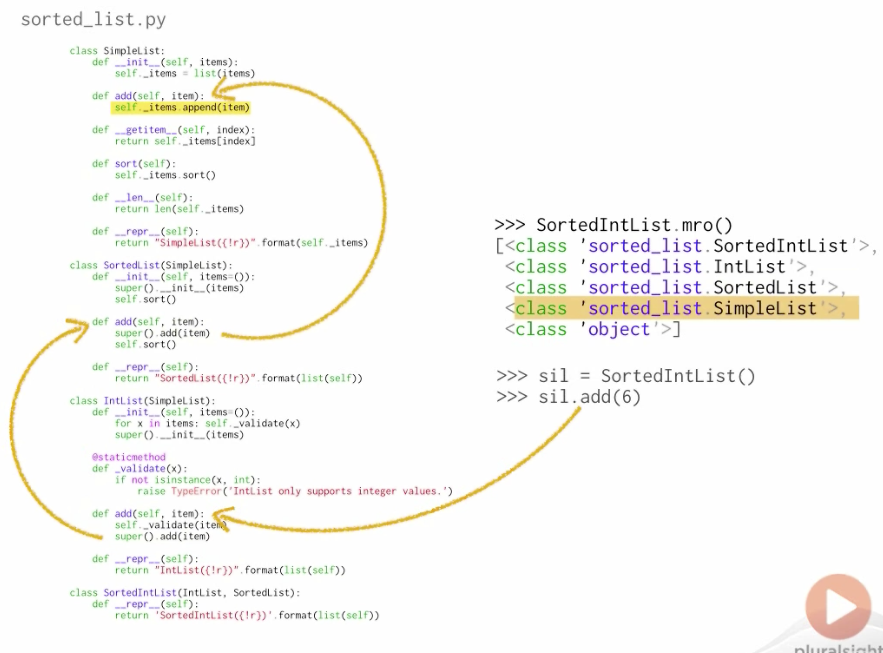 sorted_list.py
class SimpleList:
    def __init__(self, items):
        self._items = list(items)
    def add(self, item):
        self._items.append(item)
    def __getitem__(self, index):
        return self._items[index]
    def sort(self):
        self._items.sort()
    def __len__(self):
        return len(self._items)
    def __repr__(self):
        return "SimpleList({!r})".format(self._items)
class SortedList(SimpleList):
    def __init__(self, items=()):
        super().__init__(items)
        self.sort()
    def add(self, item):
        super().add(item)
        self.sort()
    def __repr__(self):
        return "SortedList({!r})".format(list(self))
class IntList(SimpleList):
    def __init__(self, items=()):
        for x in items: self._validate(x)
        super().__init__(items)
    @staticmethod
    def _validate(x):
        if not isinstance(x, int):
            raise TypeError('IntList only supports integer values.')
    def add(self, item):
        self._validate(item)
        super().add(item)
    def __repr__(self):
        return "IntList({!r})".format(list(self))
class SortedIntList(IntList, SortedList):
    def __repr__(self):
        return 'SortedIntList({!r})'.format(list(self))
>>> SortedIntList.mro()
[<class 'sorted_list.SortedIntList'>,
 <class 'sorted_list.IntList'>,
 <class 'sorted_list.SortedList'>,
 <class 'sorted_list.SimpleList'>,
 <class 'object'>]
>>> sil = SortedIntList()
>>> sil.add(6)
pluralsight